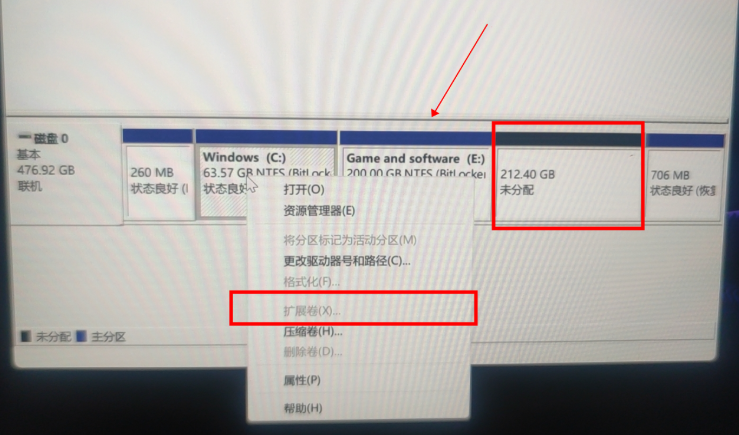 磁盘 0
基本
476.92 GB
联机
260 MB
状态良好 (
Windows (C:)
63.57 GB NTFS (BitLock
状态良好
Game and software (E:)
200.00 GB NTFS (BitLocker
212.40 GB
未分配
706 MB
状态良好 (恢复
打开(O)
资源管理器(E)
将分区标记为活动分区(M)
更改驱动器号和路径(C)...
格式化(F)...
扩展卷(X)...
压缩卷(H)...
删除卷(D)...
属性(P)
帮助(H)
未分配 主分区